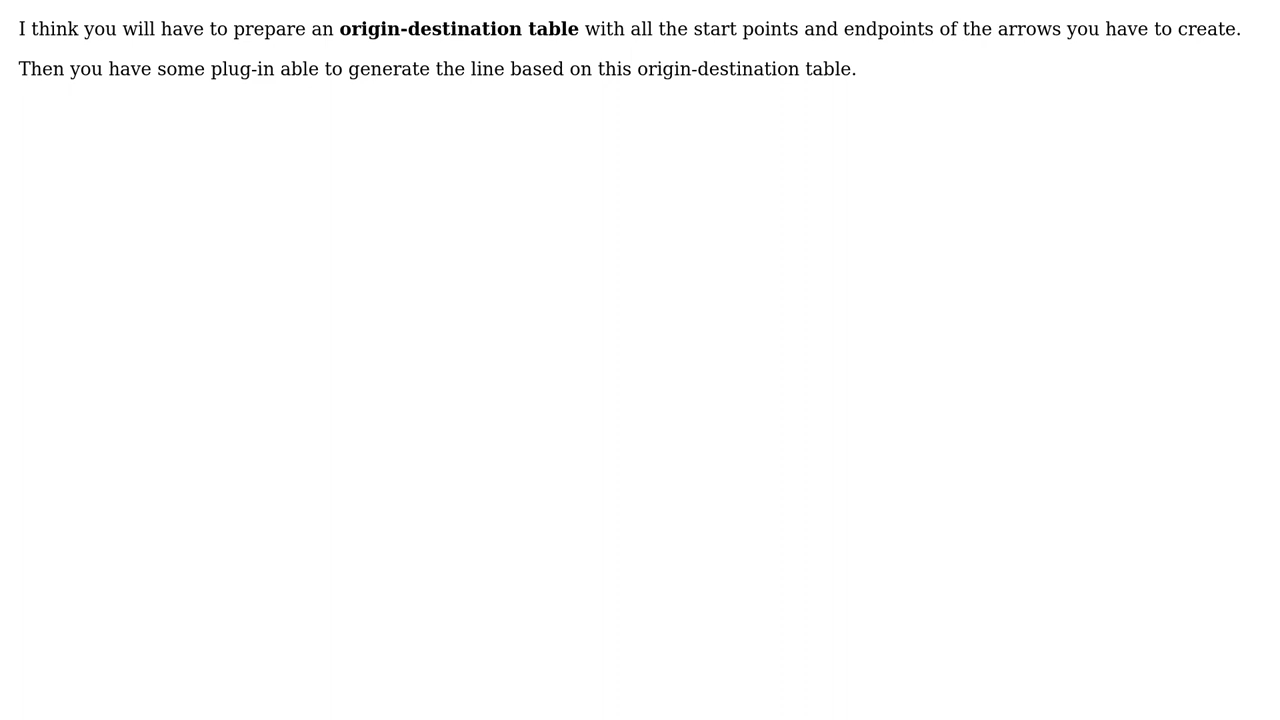 I think you will have to prepare an origin-destination table with all the start points and endpoints of the arrows you have to create.
Then you have some plug-in able to generate the line based on this origin-destination table.